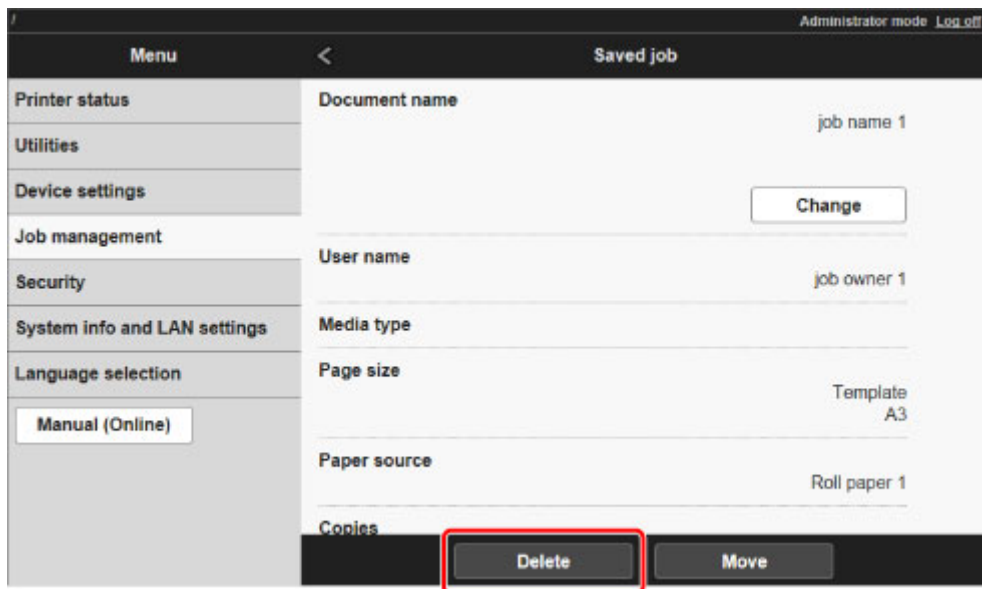 /
Administrator mode Log off
Menu
< Saved job
Printer status
Utilities
Device settings
Job management
Security
System info and LAN settings
Language selection
Manual (Online)
Document name
job name 1
Change
User name
job owner 1
Media type
Page size
Template
A3
Paper source
Roll paper 1
Copies
Delete
Move